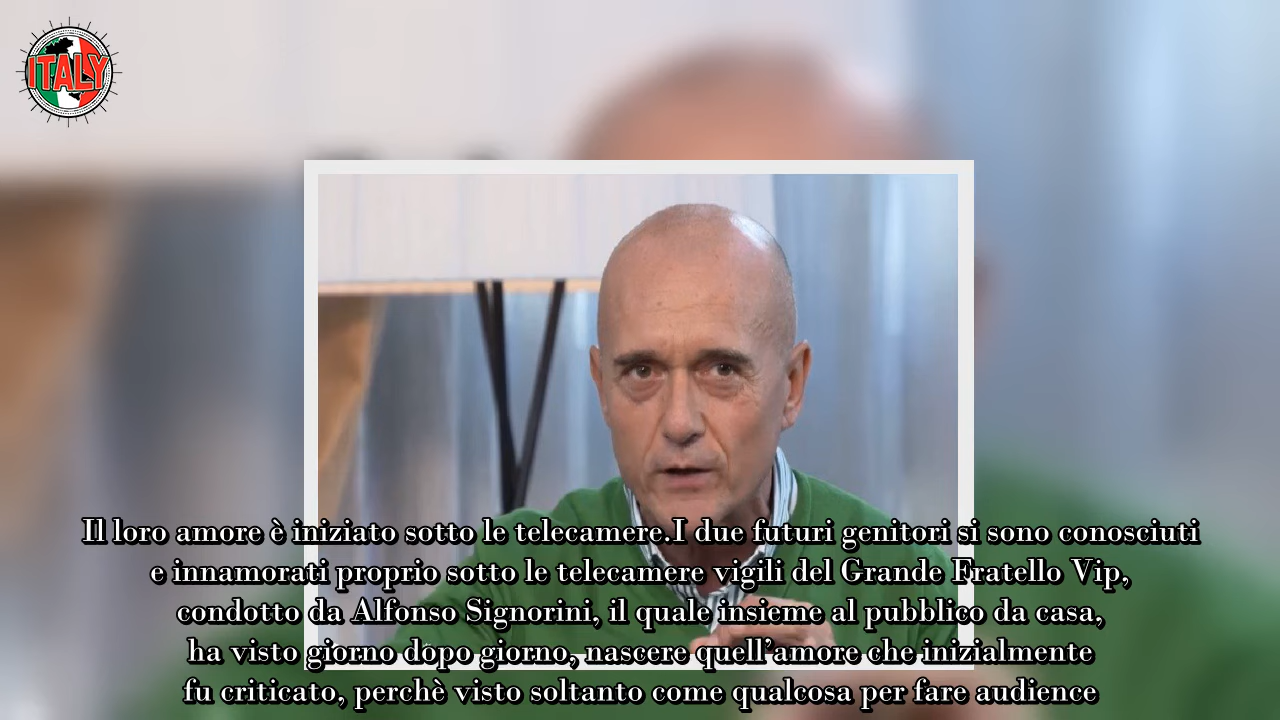 ITALY
Il loro amore è iniziato sotto le telecamere.I due futuri genitori si sono conosciuti
e innamorati proprio sotto le telecamere vigili del Grande Fratello Vip,
condotto da Alfonso Signorini, il quale insieme al pubblico da casa,
ha visto giorno dopo giorno, nascere quell'amore che inizialmente
fu criticato, perchè visto soltanto come qualcosa per fare audience